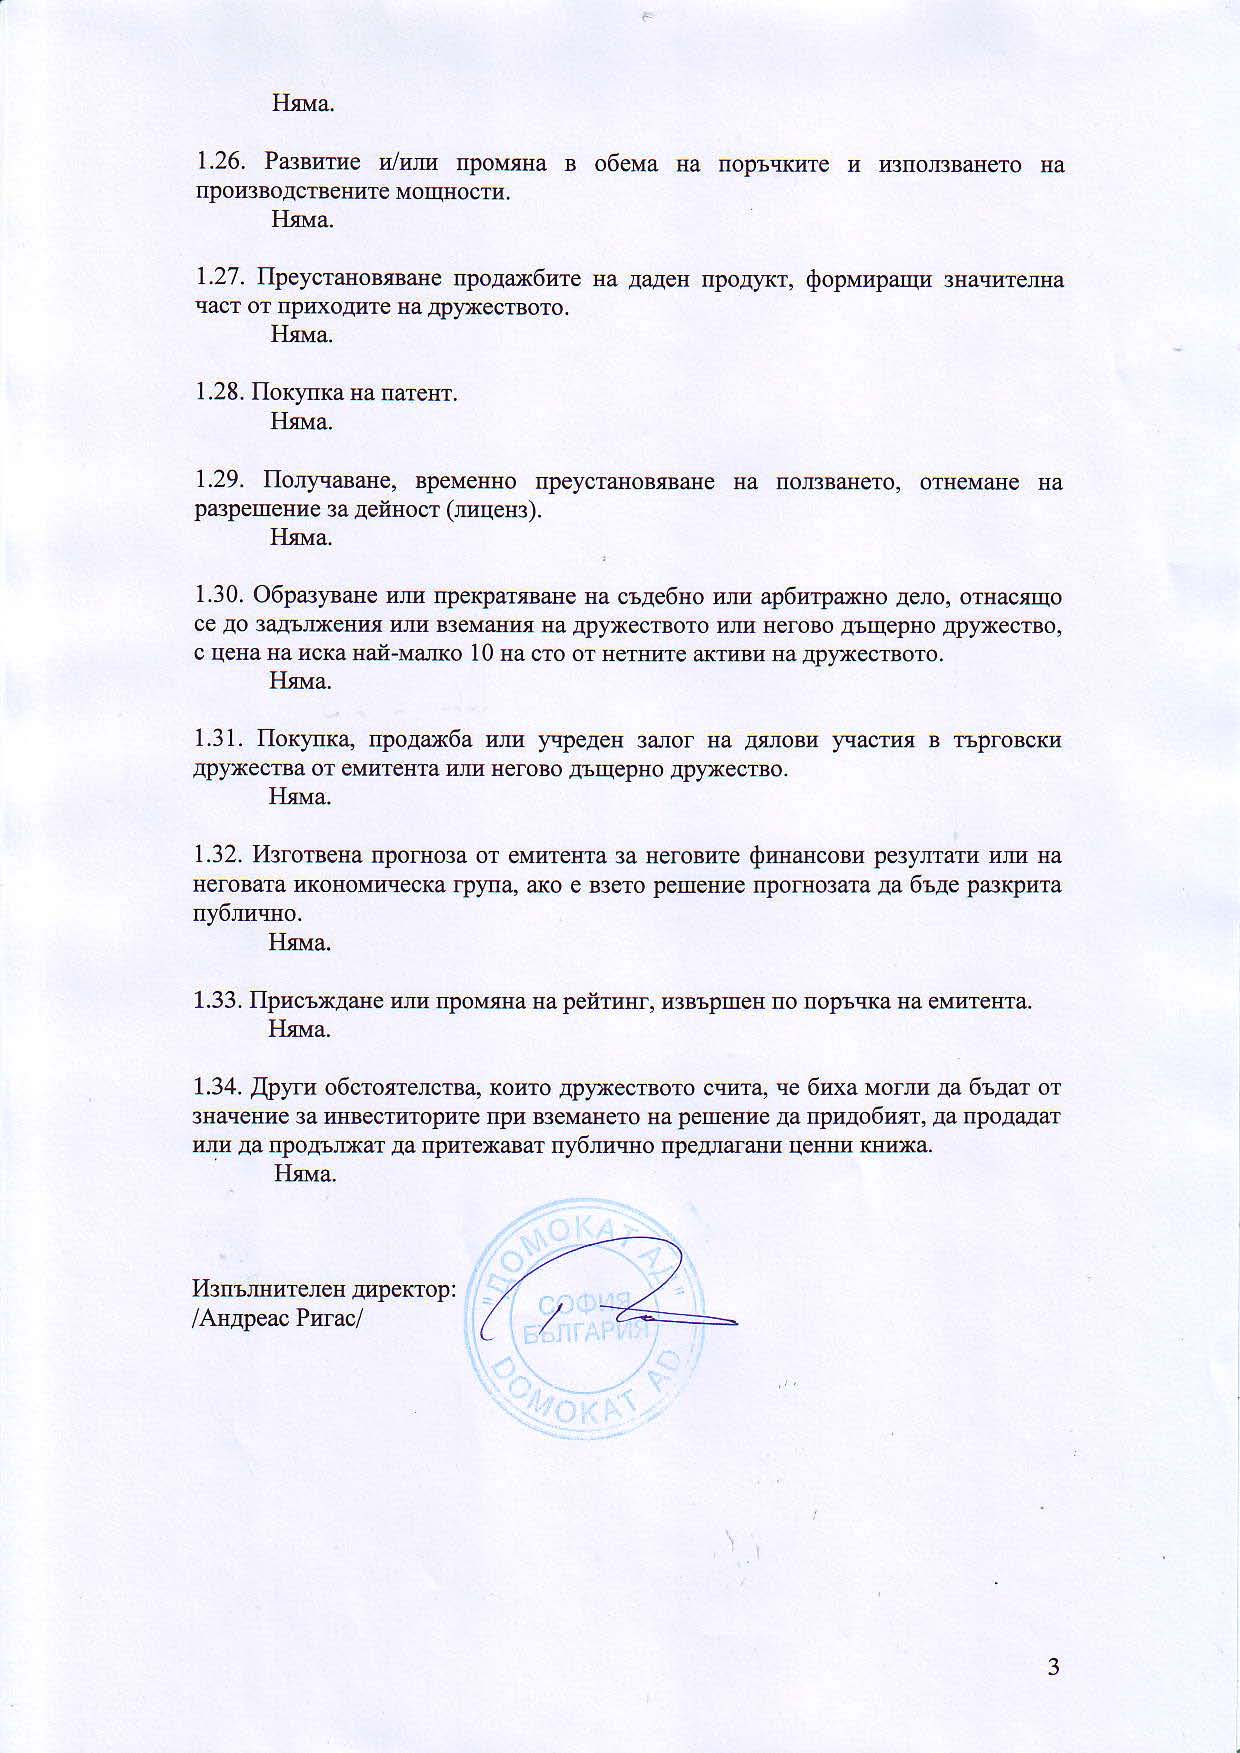 Няма.
1.26. Развитие и/или промяна в обема на поръчките и използването на
производствените мощности.
Няма.
1.27. Преустановяване продажбите на даден продукт, формиращи значителна
част от приходите на дружеството.
Няма.
1.28. Покупка на патент.
Няма.
1.29. Получаване, временно преустановяване на ползването, отнемане на
разрешение за дейност (лиценз).
Няма.
1.30. Образуване или прекратяване на съдебно или арбитражно дело, отнасящо
се до задължения или вземания на дружеството или негово дъщерно дружество,
с цена на иска най-малко 10 на сто от нетните активи на дружеството.
Няма.
1.31. Покупка, продажба или учреден залог на дялови участия в търговски
дружества от емитента или негово дъщерно дружество.
Няма.
1.32. Изготвена прогноза от емитента за неговите финансови резултати или на
неговата икономическа група, ако е взето решение прогнозата да бъде разкрита
публично.
Няма.
1.33. Присъждане или промяна на рейтинг, извършен по поръчка на емитента.
Няма.
1.34. Други обстоятелства, които дружеството счита, че биха могли да бъдат от
значение за инвеститорите при вземането на решение да придобият, да продадат
или да продължат да притежават публично предлагани ценни книжа.
Няма.
Изпълнителен директор:
/Андреас Ригас/
"ДОМОКАТ АД"
СОФИЯ
БЪЛГАРИЯ
DOMOKAT AD
3